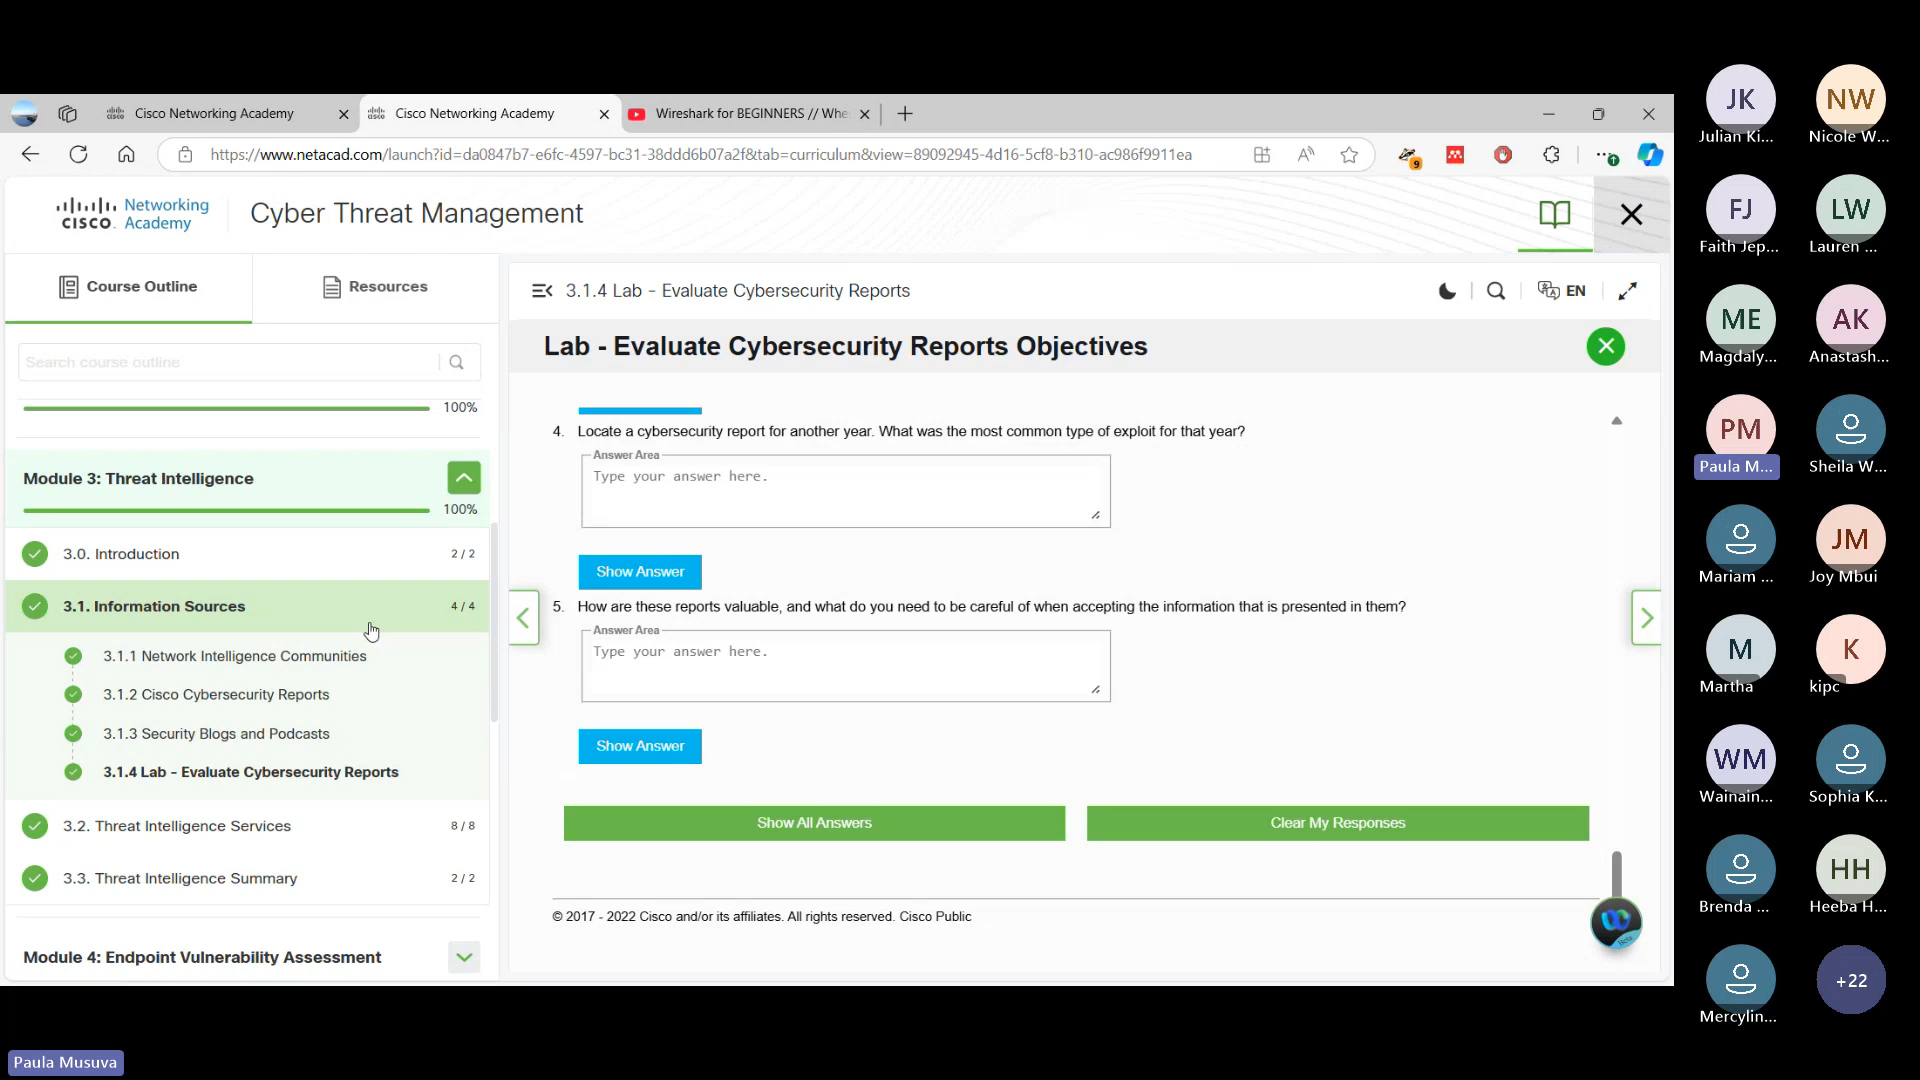 Cisco Networking Academy
Cisco Networking Academy
Wireshark for BEGINNERS // Whe
https://www.netacad.com/launch?id=da0847b7-e6fc-4597-bc31-38ddd6b07a2f&tab=curriculum&view=89092945-4d16-5cf8-b310-ac986f9911ea
9
CISCO Networking Academy
Cyber Threat Management
Course Outline
Resources
3.1.4 Lab - Evaluate Cybersecurity Reports
EN
Search course outline
Lab - Evaluate Cybersecurity Reports Objectives
100%
Module 3: Threat Intelligence
100%
3.0. Introduction 2 / 2
3.1. Information Sources 4 / 4
3.1.1 Network Intelligence Communities
3.1.2 Cisco Cybersecurity Reports
3.1.3 Security Blogs and Podcasts
3.1.4 Lab - Evaluate Cybersecurity Reports
3.2. Threat Intelligence Services 8 / 8
3.3. Threat Intelligence Summary 2 / 2
Module 4: Endpoint Vulnerability Assessment
4. Locate a cybersecurity report for another year. What was the most common type of exploit for that year?
Answer Area
Type your answer here.
Show Answer
5. How are these reports valuable, and what do you need to be careful of when accepting the information that is presented in them?
Answer Area
Type your answer here.
Show Answer
Show All Answers
Clear My Responses
© 2017 - 2022 Cisco and/or its affiliates. All rights reserved. Cisco Public
JK
Julian Ki...
NW
Nicole W...
FJ
Faith Jep...
LW
Lauren ...
ME
Magdaly...
AK
Anastash...
PM
Paula M...
Sheila W...
Mariam ...
JM
Joy Mbui
M
Martha
K
kipc
WM
Wainain...
Sophia K...
Brenda ...
HH
Heeba H...
Mercylin...
+22
Paula Musuva